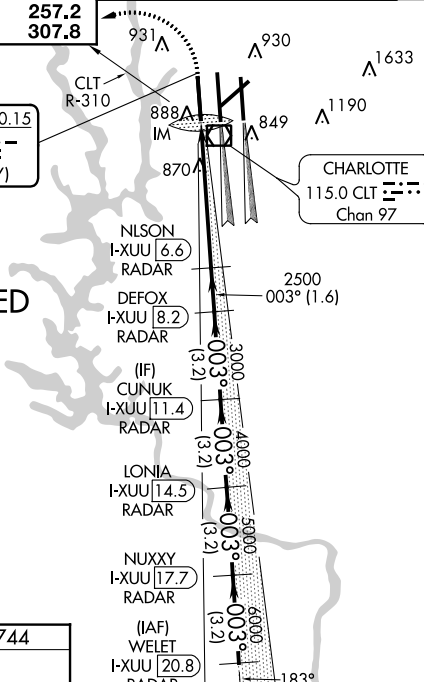 257.2
307.8
931
930
1633
CLT
R-310
0.15
888
1190
IM
849
870
CHARLOTTE
115.0 CLT
Chan 97
NLSON
I-XUU 6.6
RADAR
2500
003° (1.6)
ED
DEFOX
I-XUU 8.2
RADAR
3000
003°
(3.2)
(IF)
CUNUK
I-XUU 11.4
RADAR
4000
003°
(3.2)
LONIA
I-XUU 14.5
RADAR
5000
003°
(3.2)
NUXXY
I-XUU 17.7
RADAR
6000
003°
(3.2)
744
(IAF)
WELET
I-XUU 20.8
RADAR
183°